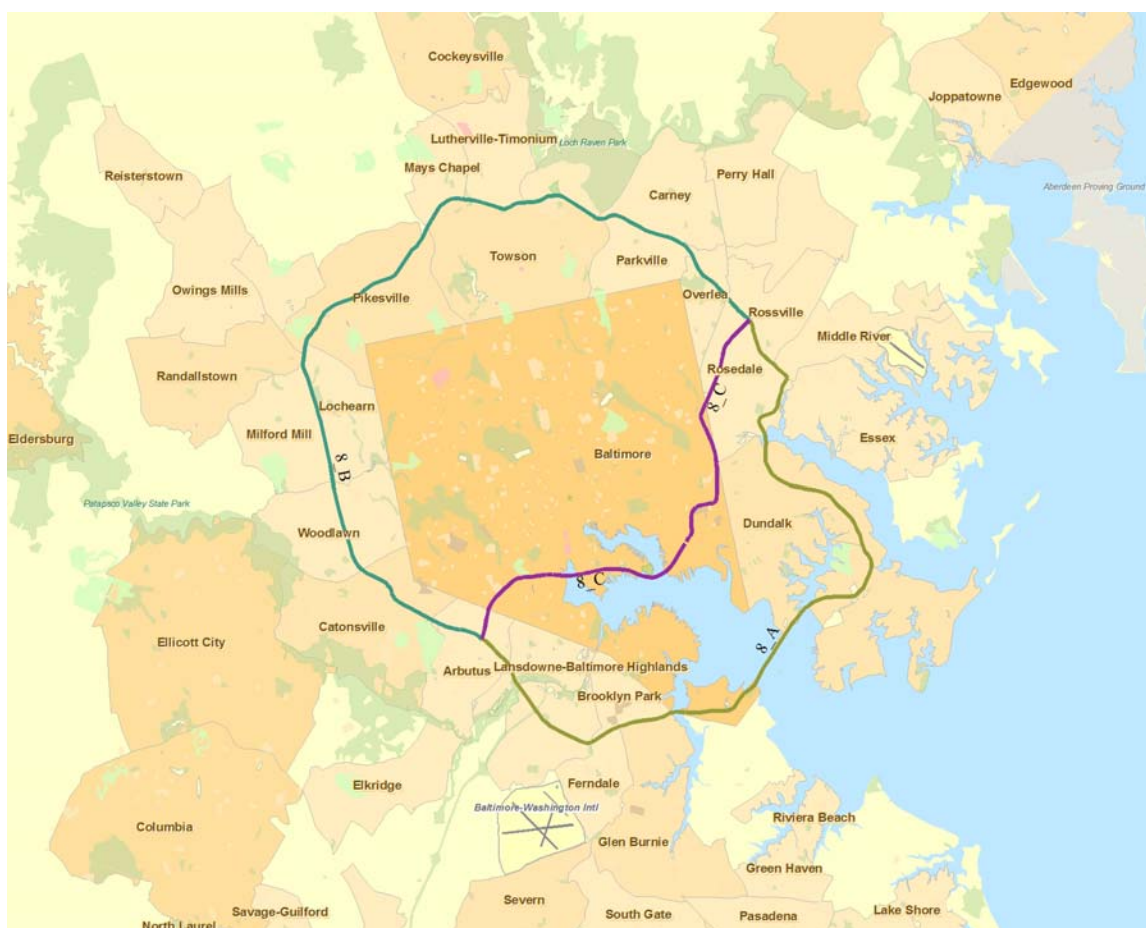 Cockeysville
Edgewood
Joppatowne
Lutherville-Timonium
Loch Raven Park
Mays Chapel
Perry Hall
Reisterstown
Aberdeen Proving Ground
Carney
Towson
Parkville
Owings Mills
Pikesville
Overlea
Rossville
Middle River
Randallstown
Rosedale
Lochearn
8_C
Milford Mill
Eldersburg
Essex
Baltimore
8_B
Patapsco Valley State Park
Dundalk
Woodlawn
8_C
Catonsville
Ellicott City
8_A
Arbutus
Lansdowne-Baltimore Highlands
Brooklyn Park
Elkridge
Ferndale
Baltimore-Washington Intl
Riviera Beach
Columbia
Glen Burnie
Green Haven
Severn
Savage-Guilford
South Gate
Pasadena
Lake Shore
North Laurel